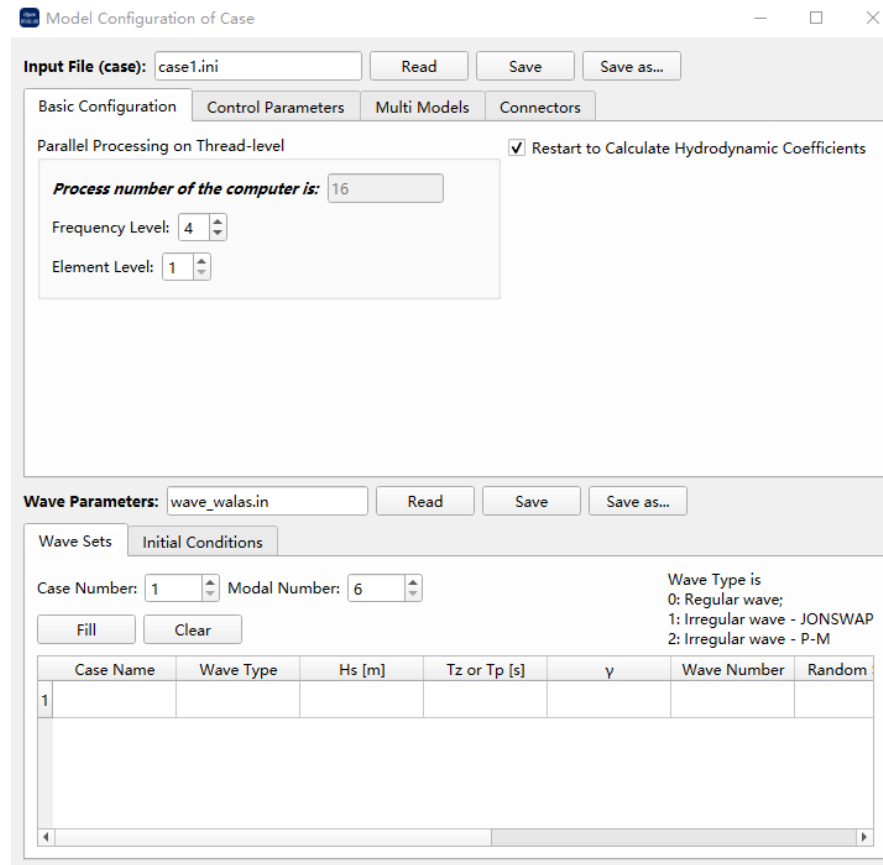 Model Configuration of Case
Input File (case): case1.ini Read Save Save as...
Basic Configuration Control Parameters Multi Models Connectors
Parallel Processing on Thread-level
Restart to Calculate Hydrodynamic Coefficients
Process number of the computer is: 16
Frequency Level: 4
Element Level: 1
Wave Parameters: wave_walas.in Read Save Save as...
Wave Sets Initial Conditions
Case Number: 1 Modal Number: 6
Wave Type is
0: Regular wave;
1: Irregular wave - JONSWAP
2: Irregular wave - P-M
Fill Clear
Case Name Wave Type Hs [m] Tz or Tp [s] γ Wave Number Random
1